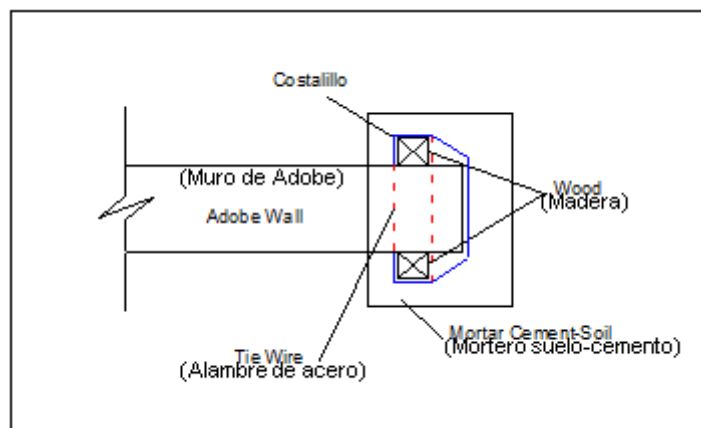 Costalillo
(Muro de Adobe)
Adobe Wall
Wood
(Madera)
Mortar Cement-Soil
(Mortero suelo-cemento)
Tie Wire
(Alambre de acero)